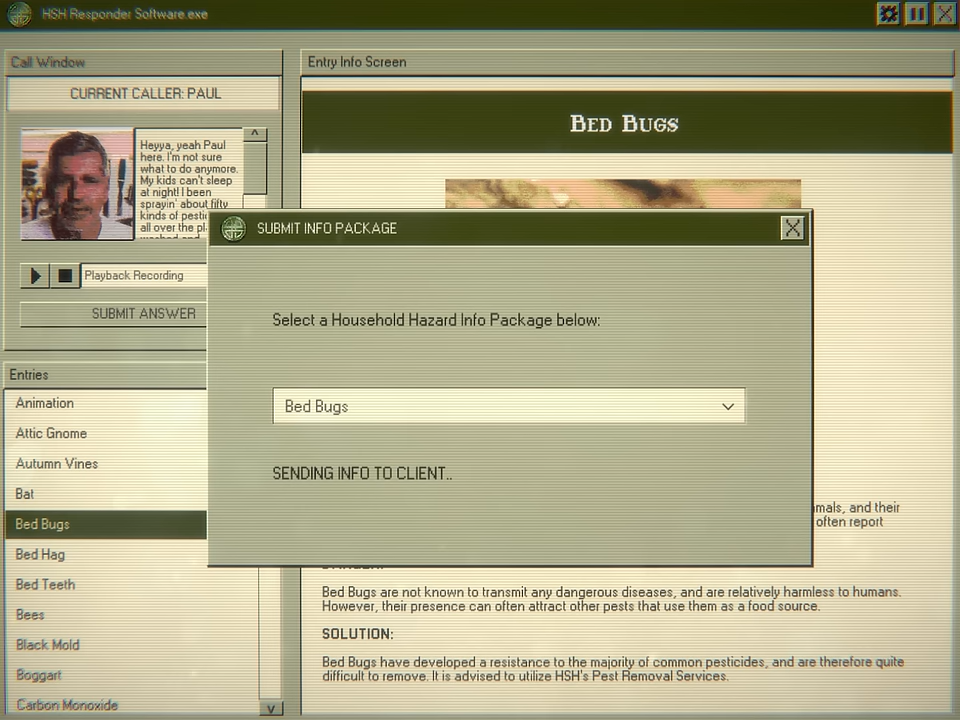 HSH Responder Software.exe
Call Window
CURRENT CALLER: PAUL
Heyya, yeah Paul
here. I'm not sure
what to do anymore.
My kids can't sleep
at night! I been
sprayin' about fifty
kinds of
all over the
Playback Recording
SUBMIT ANSWER
Entries
Animation
Attic Gnome
Autumn Vines
Bat
Bed Bugs
Bed Hag
Bed Teeth
Bees
Black Mold
Boggart
Carbon Monoxide
Entry Info Screen
Bed Bugs
SUBMIT INFO PACKAGE
Select a Household Hazard Info Package below:
Bed Bugs
SENDING INFO TO CLIENT..
and their
often report
Bed Bugs are not known to transmit any dangerous diseases, and are relatively harmless to humans.
However, their presence can often attract other pests that use them as a food source.
SOLUTION:
Bed Bugs have developed a resistance to the majority of common pesticides, and are therefore quite
difficult to remove. It is advised to utilize HSH's Pest Removal Services.